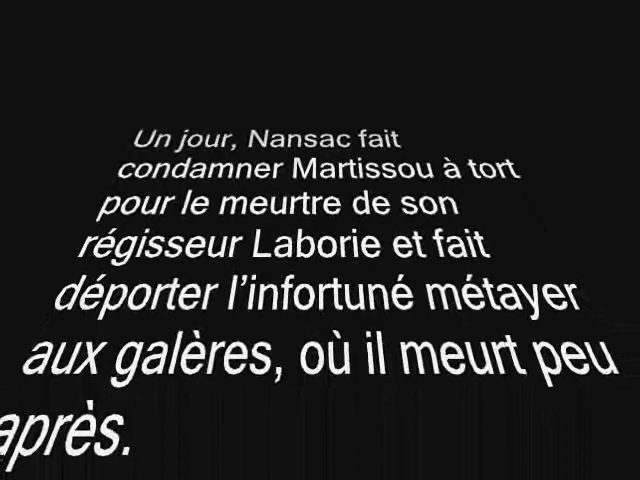 Un jour, Nansac fait
condamner Martissou à tort
pour le meurtre de son
régisseur Laborie et fait
déporter l’infortuné métayer
aux galères, où il meurt peu
après.